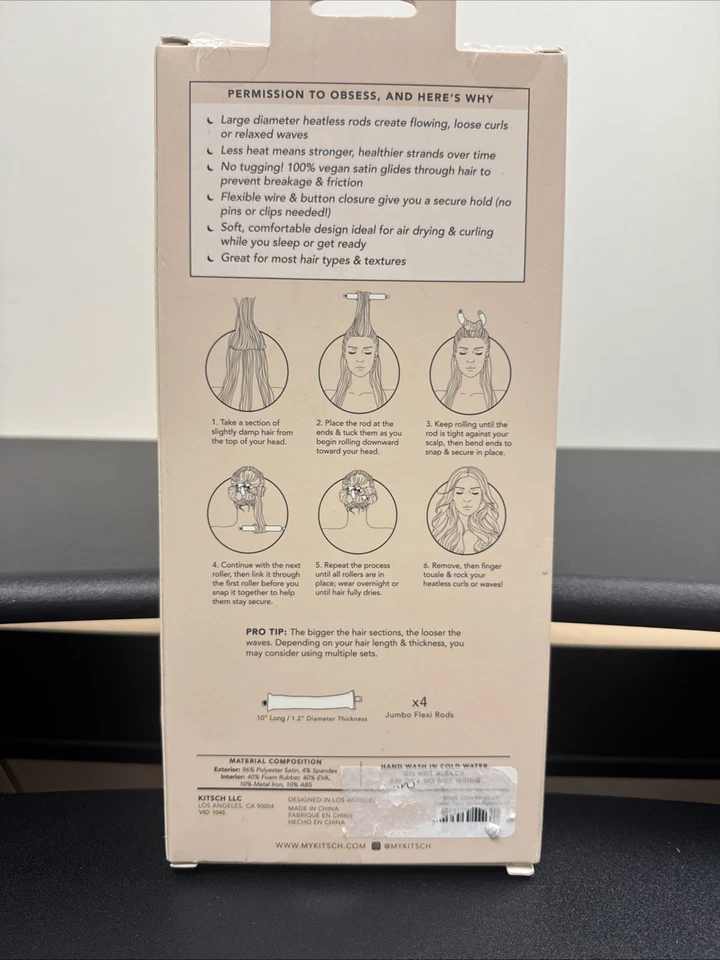 PERMISSION TO OBSESS, AND HERE'S WHY
Large diameter heatless rods create flowing, loose curls
or relaxed waves
Less heat means stronger, healthier strands over time
No tugging! 100% vegan satin glides through hair to
prevent breakage & friction
Flexible wire & button closure give you a secure hold (no
pins or clips needed!)
Soft, comfortable design ideal for air drying & curling
while you sleep or get ready
Great for most hair types & textures
1. Take a section of
slightly damp hair from
the top of your head.
2. Place the rod at the
ends & tuck them as you
begin rolling downward
toward your head.
3. Keep rolling until the
rod is tight against your
scalp, then bend ends to
snap & secure in place.
4. Continue with the next
roller, then link it through
the first roller before you
snap it together to help
them stay secure.
5. Repeat the process
until all rollers are in
place; wear overnight or
until hair fully dries.
6. Remove, then finger
tousle & rock your
heatless curls or waves!
PRO TIP: The bigger the hair sections, the looser the
waves. Depending on your hair length & thickness, you
may consider using multiple sets.
10" Long / 1.2" Diameter Thickness
x4
Jumbo Flexi Rods
MATERIAL COMPOSITION
Exterior: 96% Polyester Satin, 4% Spandex
Interior: 40% Foam Rubber, 40% EVA,
10% Metal Iron, 10% ABS
HAND WASH IN COLD WATER
DO NOT BLEACH
KITSCH LLC
LOS ANGELES, CA 90004
VID: 1046
DESIGNED IN LOS ANGELES
MADE IN CHINA
FABRIQUÉ EN CHINE
HECHO EN CHINA
WWW.MYKITSCH.COM @MYKITSCH